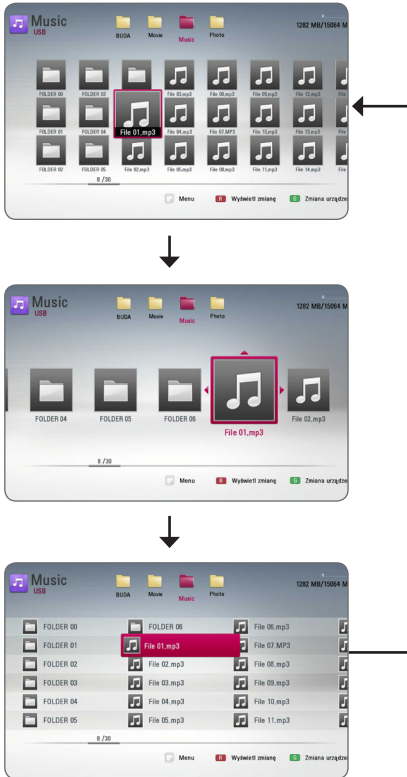 Music
USB
BUDA Movie Music Photo
1282 MB/15064 M
FOLDER 00 FOLDER 03 File 03.mp3 File 06.mp3 File 09.mp3 File 12.mp3 File
FOLDER 01 FOLDER 04 File 01.mp3 File 04.mp3 File 07.MP3 File 10.mp3 File 13.mp3 File
FOLDER 02 FOLDER 05 File 02.mp3 File 05.mp3 File 08.mp3 File 11.mp3 File 14.mp3 File
8 /30
Menu R Wyświetl zmianę G Zmiana urządze
Music
USB
BUDA Movie Music Photo
1282 MB/15064 M
FOLDER 04 FOLDER 05 FOLDER 06 File 01.mp3 File 02.mp3
8 /30
Menu R Wyświetl zmianę G Zmiana urządze
Music
USB
BUDA Movie Music Photo
1282 MB/15064 M
FOLDER 00 FOLDER 06 File 06.mp3
FOLDER 01 File 01.mp3 File 07.MP3
FOLDER 02 File 02.mp3 File 08.mp3
FOLDER 03 File 03.mp3 File 09.mp3
FOLDER 04 File 04.mp3 File 10.mp3
FOLDER 05 File 05.mp3 File 11.mp3
8 /30
Menu R Wyświetl zmianę G Zmiana urządze